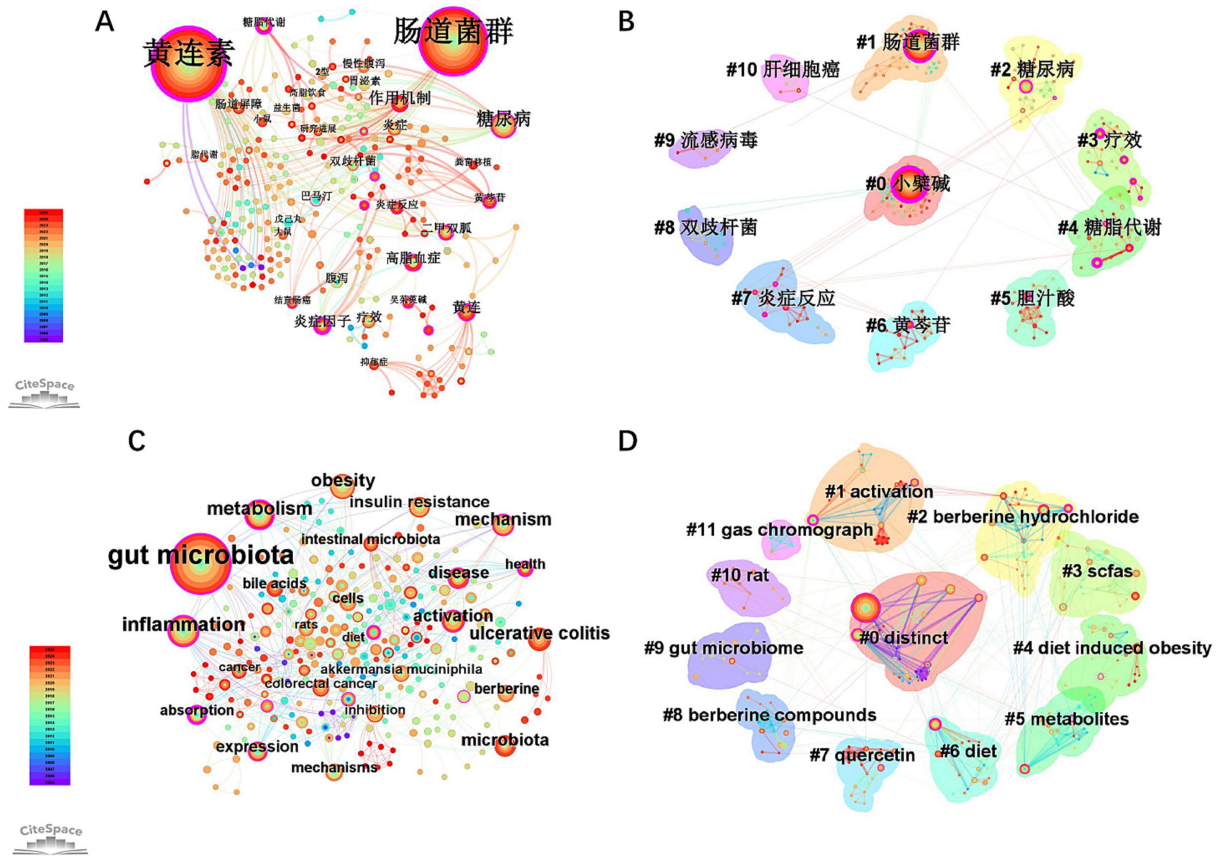 A
糖脂代谢
黄连素
肠道菌群
2型
慢性腹泻
胃泌素
高脂饮食
肠道屏障
益生菌
作用机制
小鼠
研究进展
炎症
糖尿病
脂代谢
双歧杆菌
粪菌移植
巴马汀
炎症反应
黄芩苷
戊己丸
大鼠
二甲双胍
高脂血症
腹泻
结直肠癌
吴茱萸碱
炎症因子
疗效
黄连
抑郁症
CiteSpace
B
#1 肠道菌群
#10 肝细胞癌
#2 糖尿病
#9 流感病毒
#3 疗效
#0 小檗碱
#8 双歧杆菌
#4 糖脂代谢
#7 炎症反应
#5 胆汁酸
#6 黄芩苷
C
obesity
metabolism
insulin resistance
mechanism
gut microbiota
intestinal microbiota
health
bile acids
disease
cells
inflammation
rats
activation
diet
ulcerative colitis
cancer
akkermansia muciniphila
colorectal cancer
berberine
absorption
inhibition
expression
microbiota
mechanisms
CiteSpace
D
#1 activation
#2 berberine hydrochloride
#11 gas chromograph
#3 scfas
#10 rat
#0 distinct
#9 gut microbiome
#4 diet induced obesity
#8 berberine compounds
#5 metabolites
#7 quercetin
#6 diet